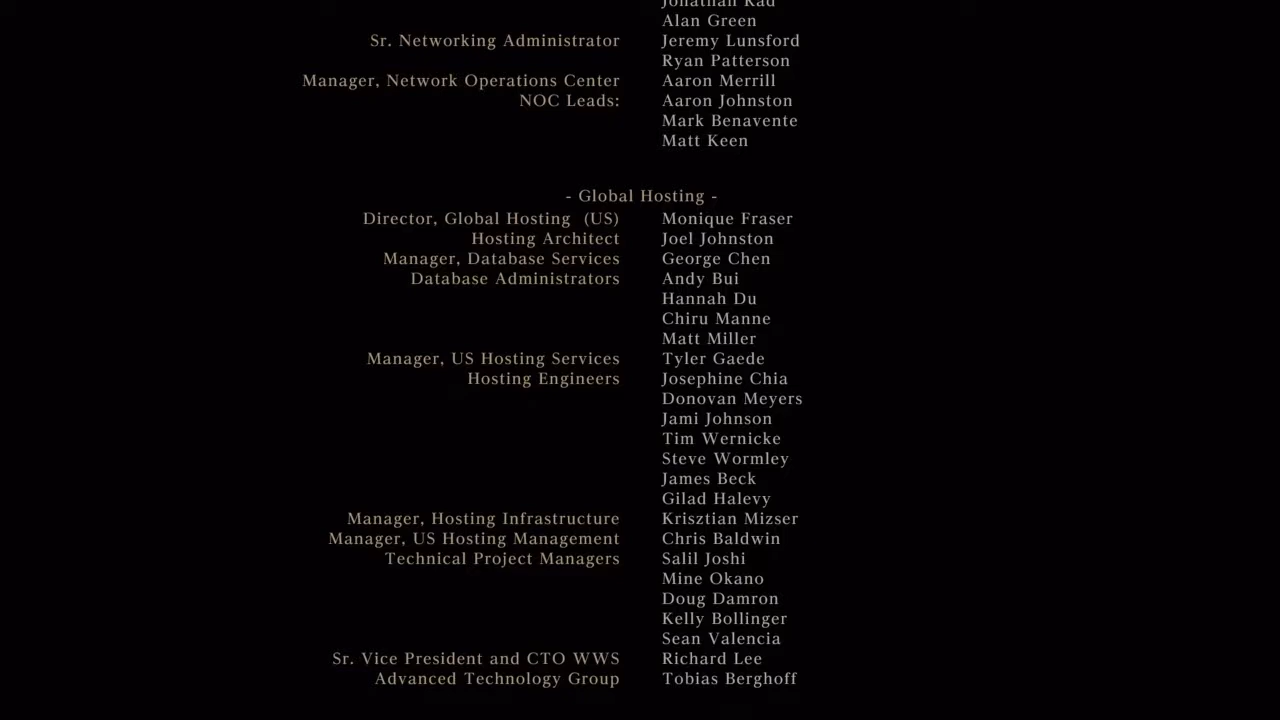 Jonathan Rad
Alan Green
Sr. Networking Administrator Jeremy Lunsford
Ryan Patterson
Manager, Network Operations Center Aaron Merrill
NOC Leads: Aaron Johnston
Mark Benavente
Matt Keen
- Global Hosting -
Director, Global Hosting (US) Monique Fraser
Hosting Architect Joel Johnston
Manager, Database Services George Chen
Database Administrators Andy Bui
Hannah Du
Chiru Manne
Matt Miller
Manager, US Hosting Services Tyler Gaede
Hosting Engineers Josephine Chia
Donovan Meyers
Jami Johnson
Tim Wernicke
Steve Wormley
James Beck
Gilad Halevy
Manager, Hosting Infrastructure Krisztian Mizser
Manager, US Hosting Management Chris Baldwin
Technical Project Managers Salil Joshi
Mine Okano
Doug Damron
Kelly Bollinger
Sean Valencia
Sr. Vice President and CTO WWS Richard Lee
Advanced Technology Group Tobias Berghoff